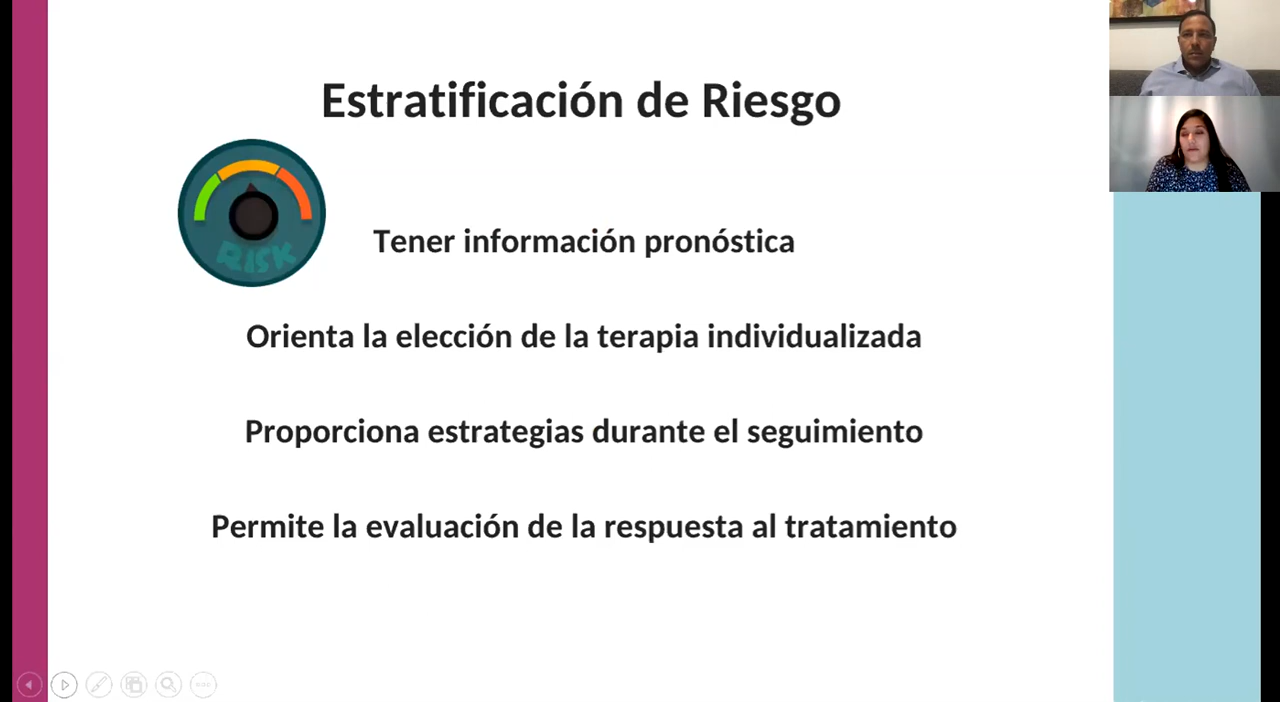 Estratificación de Riesgo
RISK
Tener información pronóstica
Orienta la elección de la terapia individualizada
Proporciona estrategias durante el seguimiento
Permite la evaluación de la respuesta al tratamiento